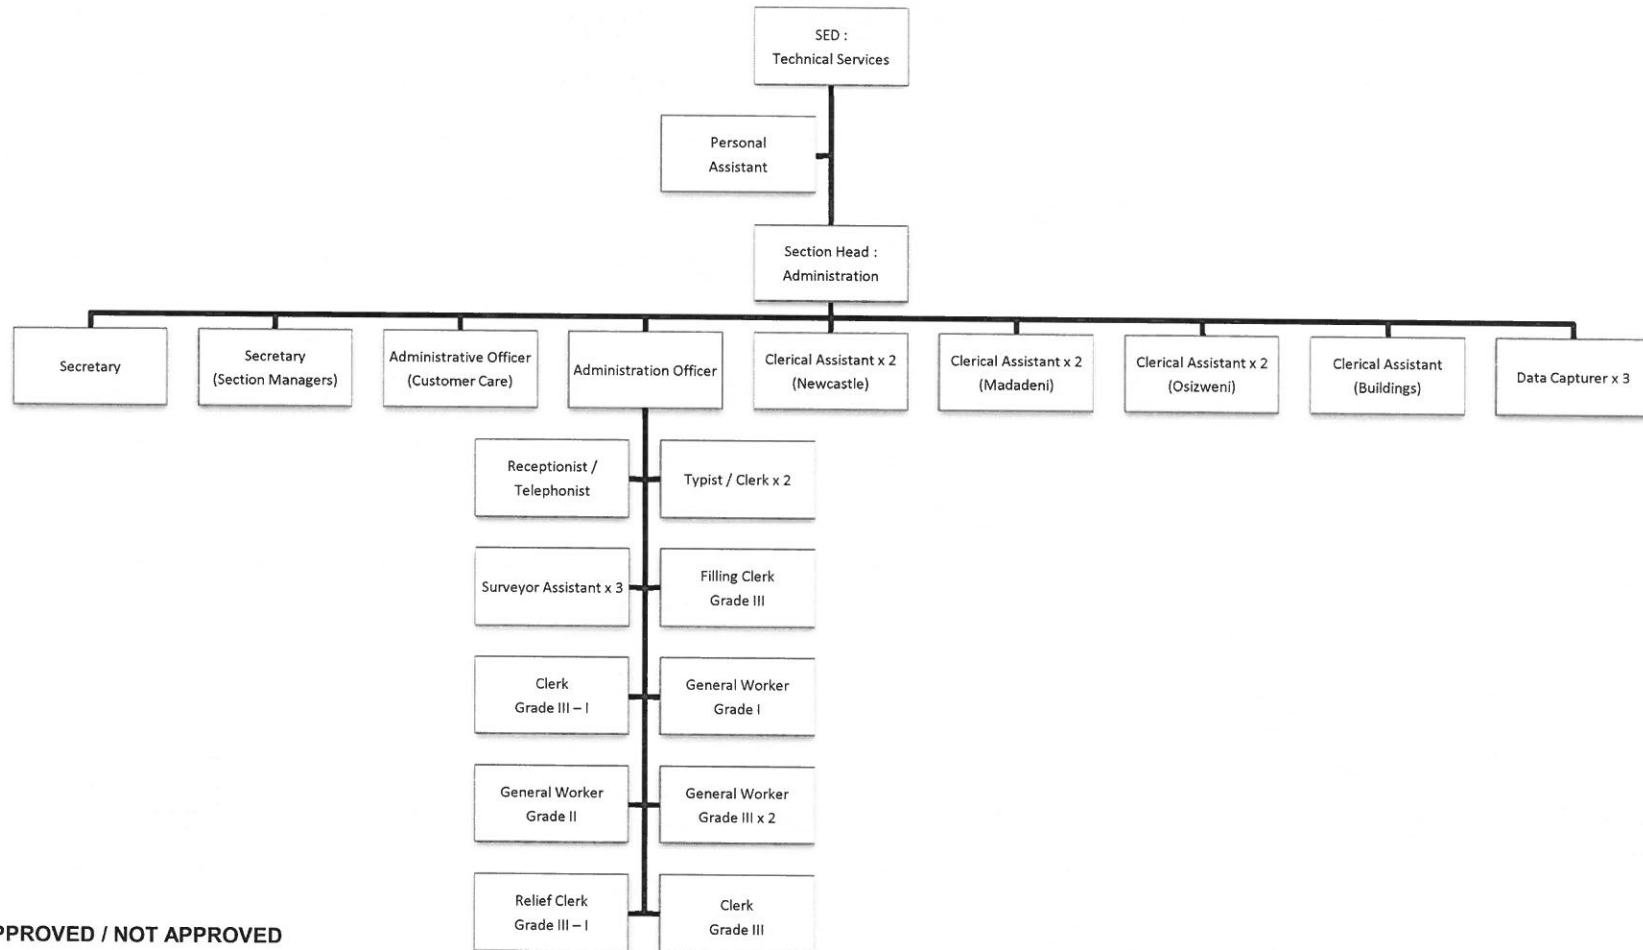 SED :
Technical Services
Personal
Assistant
Section Head :
Administration
Secretary
Secretary
(Section Managers)
Administrative Officer
(Customer Care)
Administration Officer
Clerical Assistant x 2
(Newcastle)
Clerical Assistant x 2
(Madadeni)
Clerical Assistant x 2
(Osizweni)
Clerical Assistant
(Buildings)
Data Capturer x 3
Receptionist /
Telephonist
Typist / Clerk x 2
Surveyor Assistant x 3
Filling Clerk
Grade III
Clerk
Grade III – I
General Worker
Grade I
General Worker
Grade II
General Worker
Grade III x 2
Relief Clerk
Grade III – I
Clerk
Grade III
PPROVED / NOT APPROVED